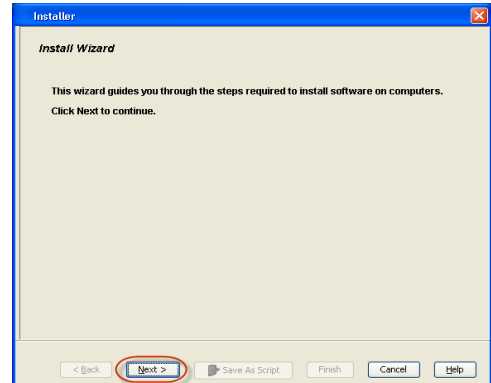 Installer
Install Wizard
This wizard guides you through the steps required to install software on computers.
Click Next to continue.
< Back Next > Save As Script Finish Cancel Help